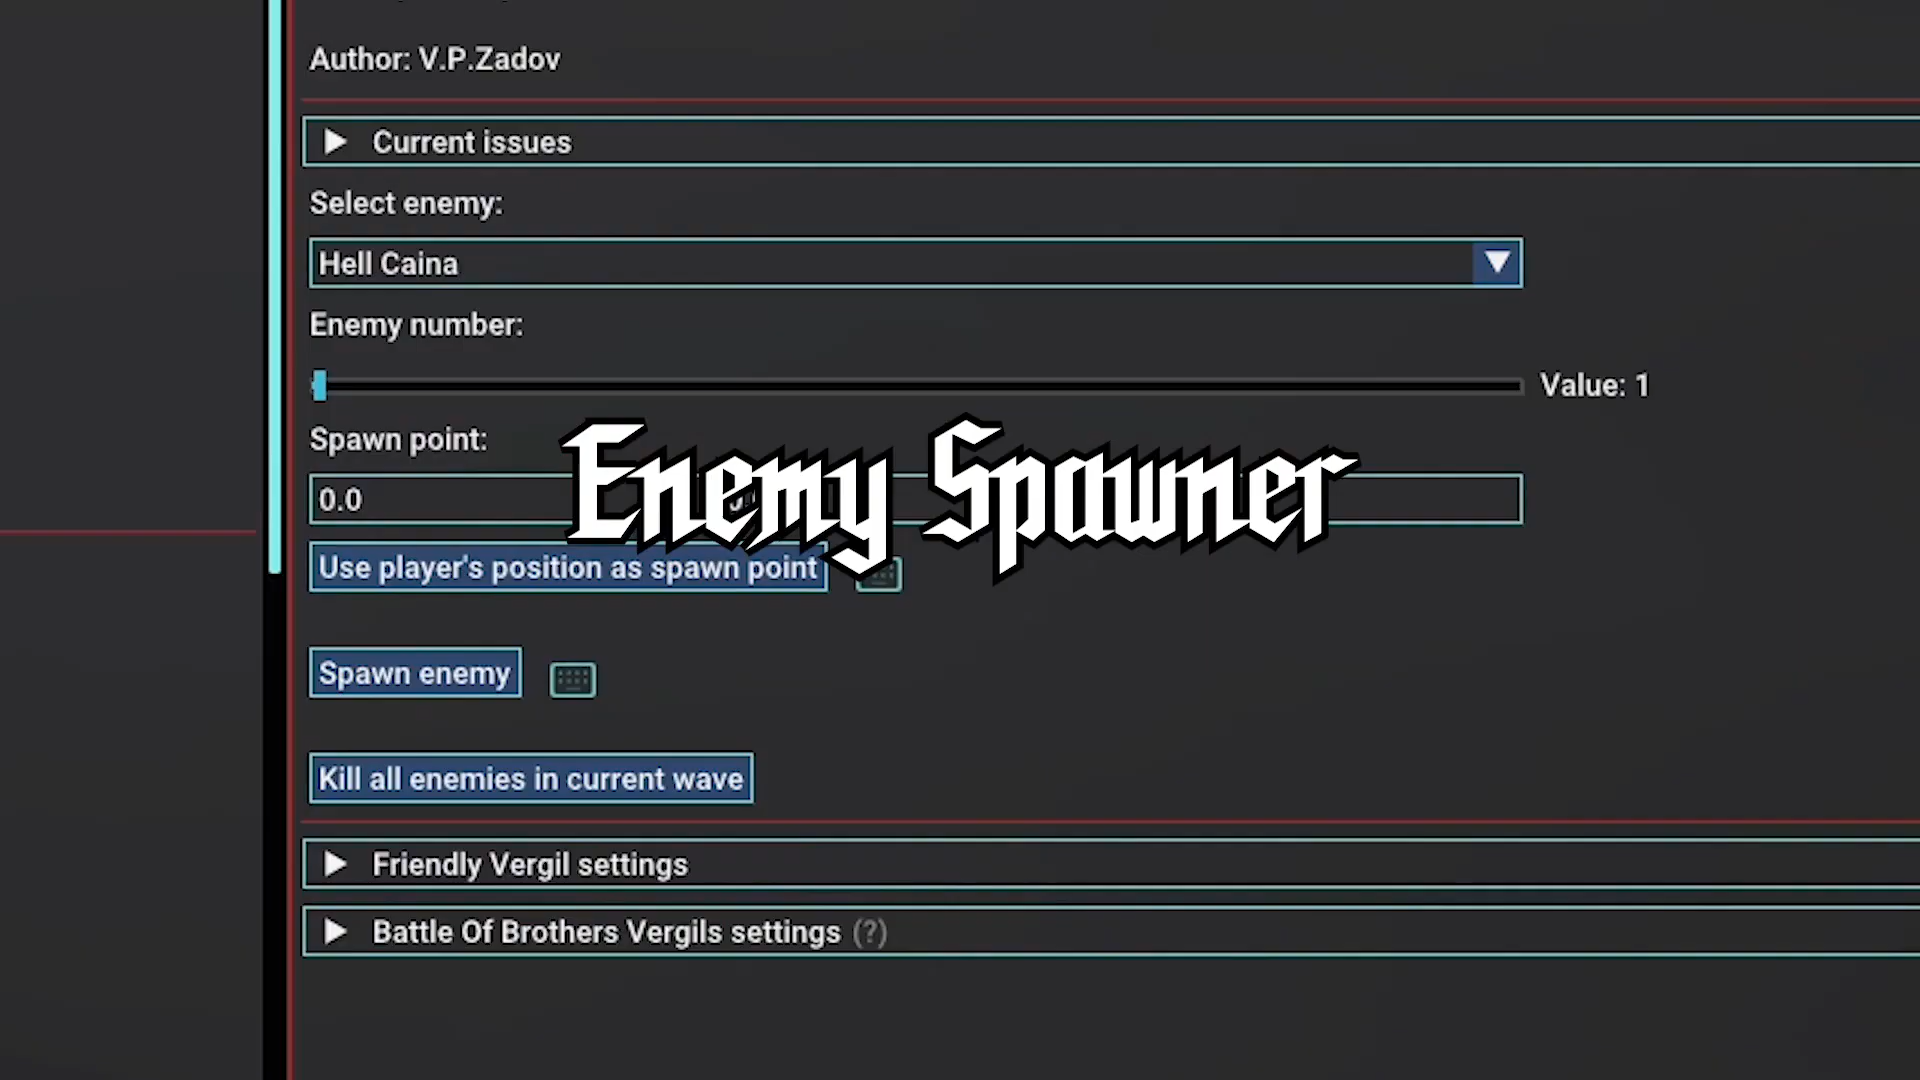 Author: V.P.Zadov
Current issues
Select enemy:
Hell Caina
Enemy number:
Value: 1
Spawn point:
0.0
Enemy Spawner
Use player's position as spawn point
Spawn enemy
Kill all enemies in current wave
Friendly Vergil settings
Battle Of Brothers Vergils settings (?)